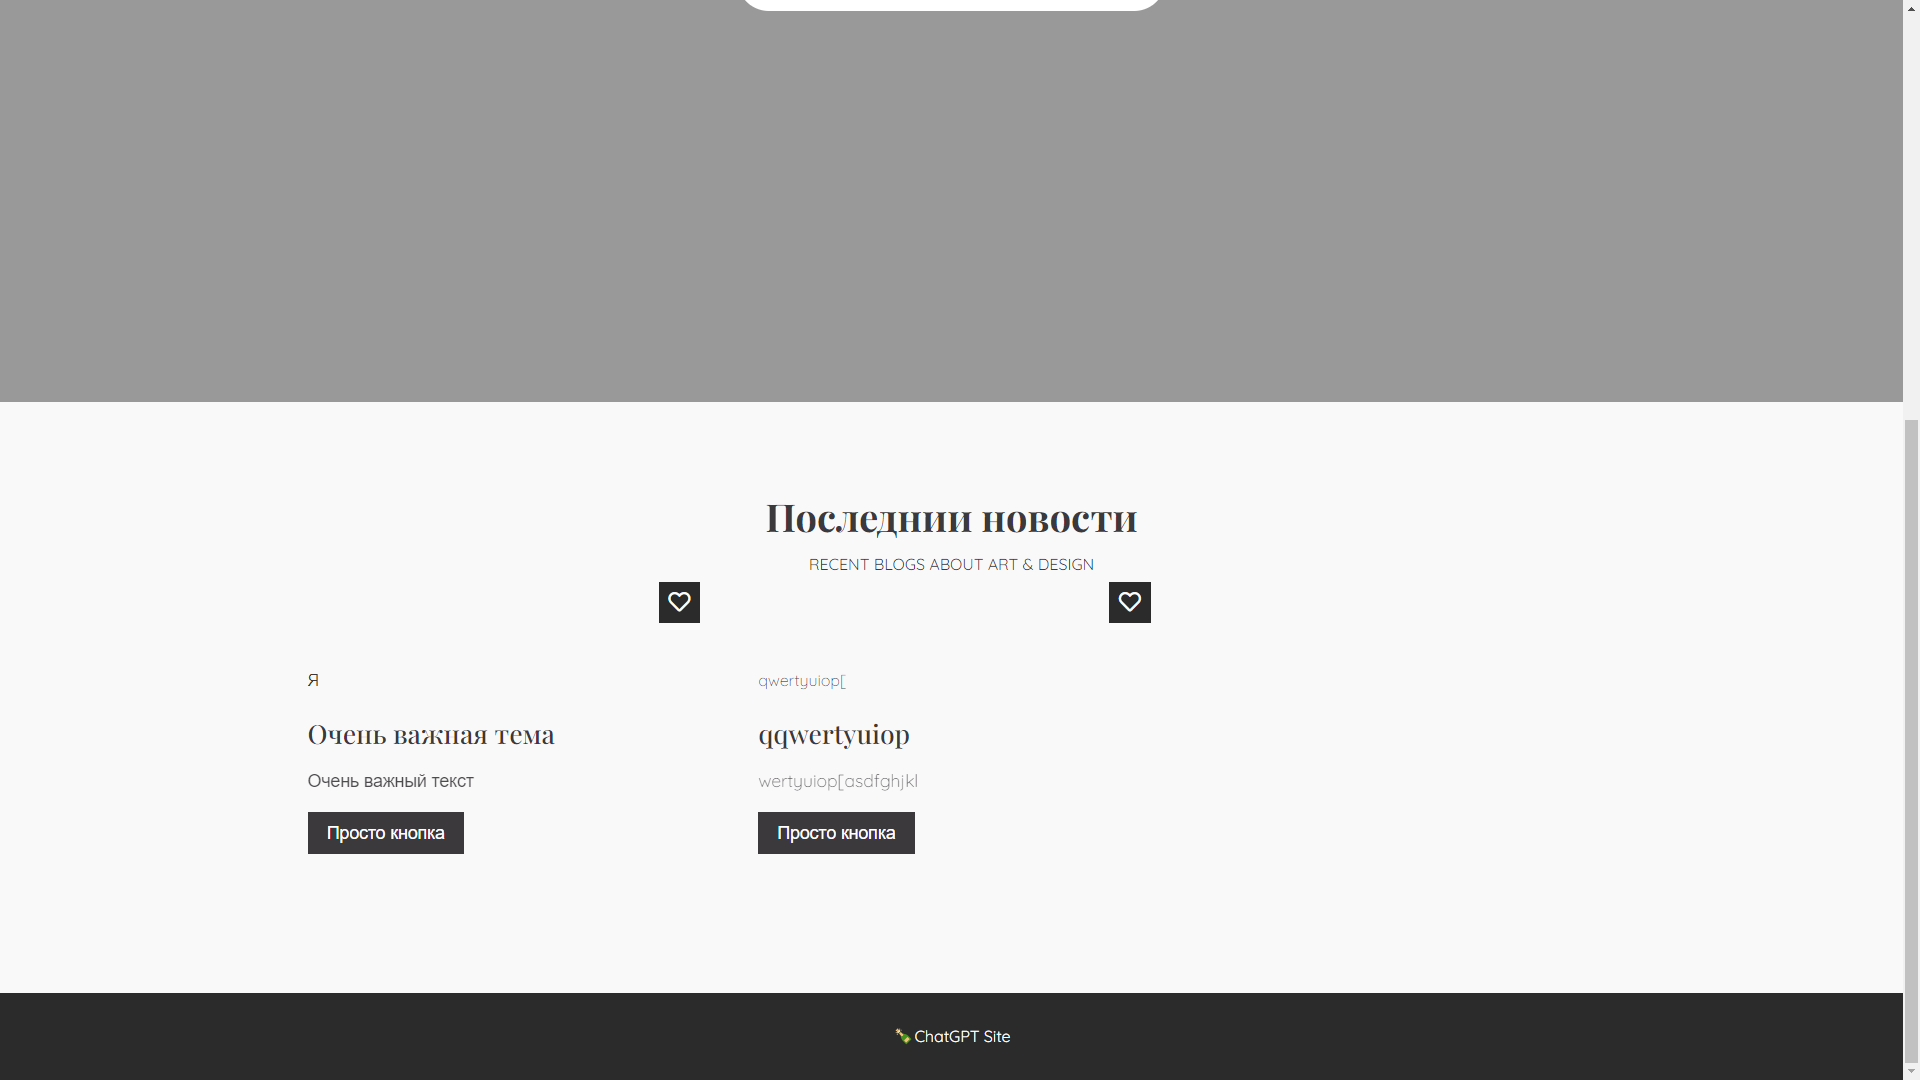 Последнии новости
RECENT BLOGS ABOUT ART & DESIGN
Я
Очень важная тема
Очень важный текст
Просто кнопка
qwertyuiop[
qqwertyuiop
wertyuiop[asdfghjkl
Просто кнопка
🍾 ChatGPT Site